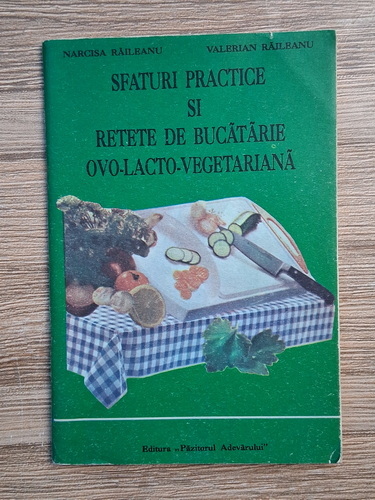 NARCISA RĂILEANU VALERIAN RĂILEANU
SFATURI PRACTICE
SI
RETETE DE BUCĂTĂRIE
OVO-LACTO-VEGETARIANĂ
Editura „Păzitorul Adevărului"